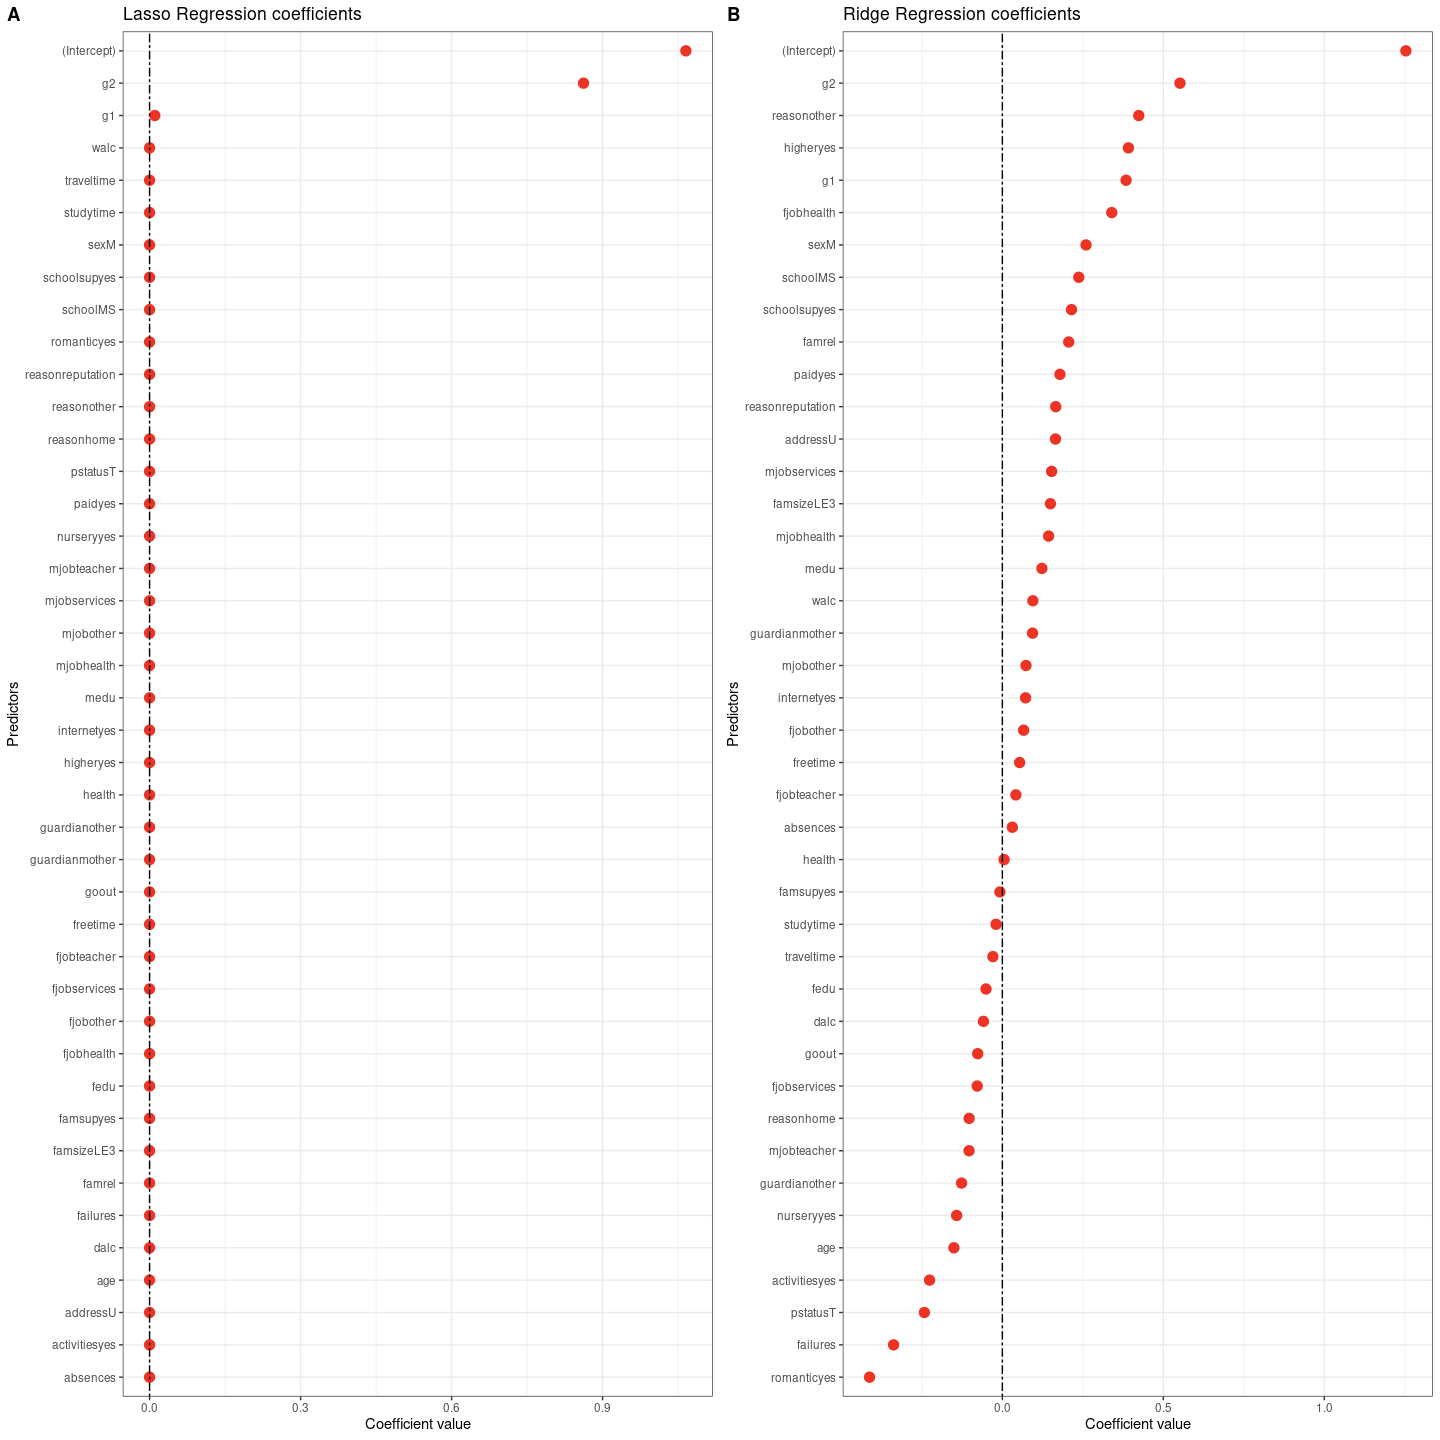 A
Lasso Regression coefficients
Predictors
(Intercept)
g2
g1
walc
traveltime
studytime
sexM
schoolsupyes
schoolMS
romanticyes
reasonreputation
reasonother
reasonhome
pstatusT
paidyes
nurseryyes
mjobteacher
mjobservices
mjobother
mjobhealth
medu
internetyes
higheryes
health
guardianother
guardianmother
goout
freetime
fjobteacher
fjobservices
fjobother
fjobhealth
fedu
famsupyes
famsizeLE3
famrel
failures
dalc
age
addressU
activitiesyes
absences
0.0 0.3 0.6 0.9
Coefficient value
B
Ridge Regression coefficients
Predictors
(Intercept)
g2
reasonother
higheryes
g1
fjobhealth
sexM
schoolMS
schoolsupyes
famrel
paidyes
reasonreputation
addressU
mjobservices
famsizeLE3
mjobhealth
medu
walc
guardianmother
mjobother
internetyes
fjobother
freetime
fjobteacher
absences
health
famsupyes
studytime
traveltime
fedu
dalc
goout
fjobservices
reasonhome
mjobteacher
guardianother
nurseryyes
age
activitiesyes
pstatusT
failures
romanticyes
0.0 0.5 1.0
Coefficient value